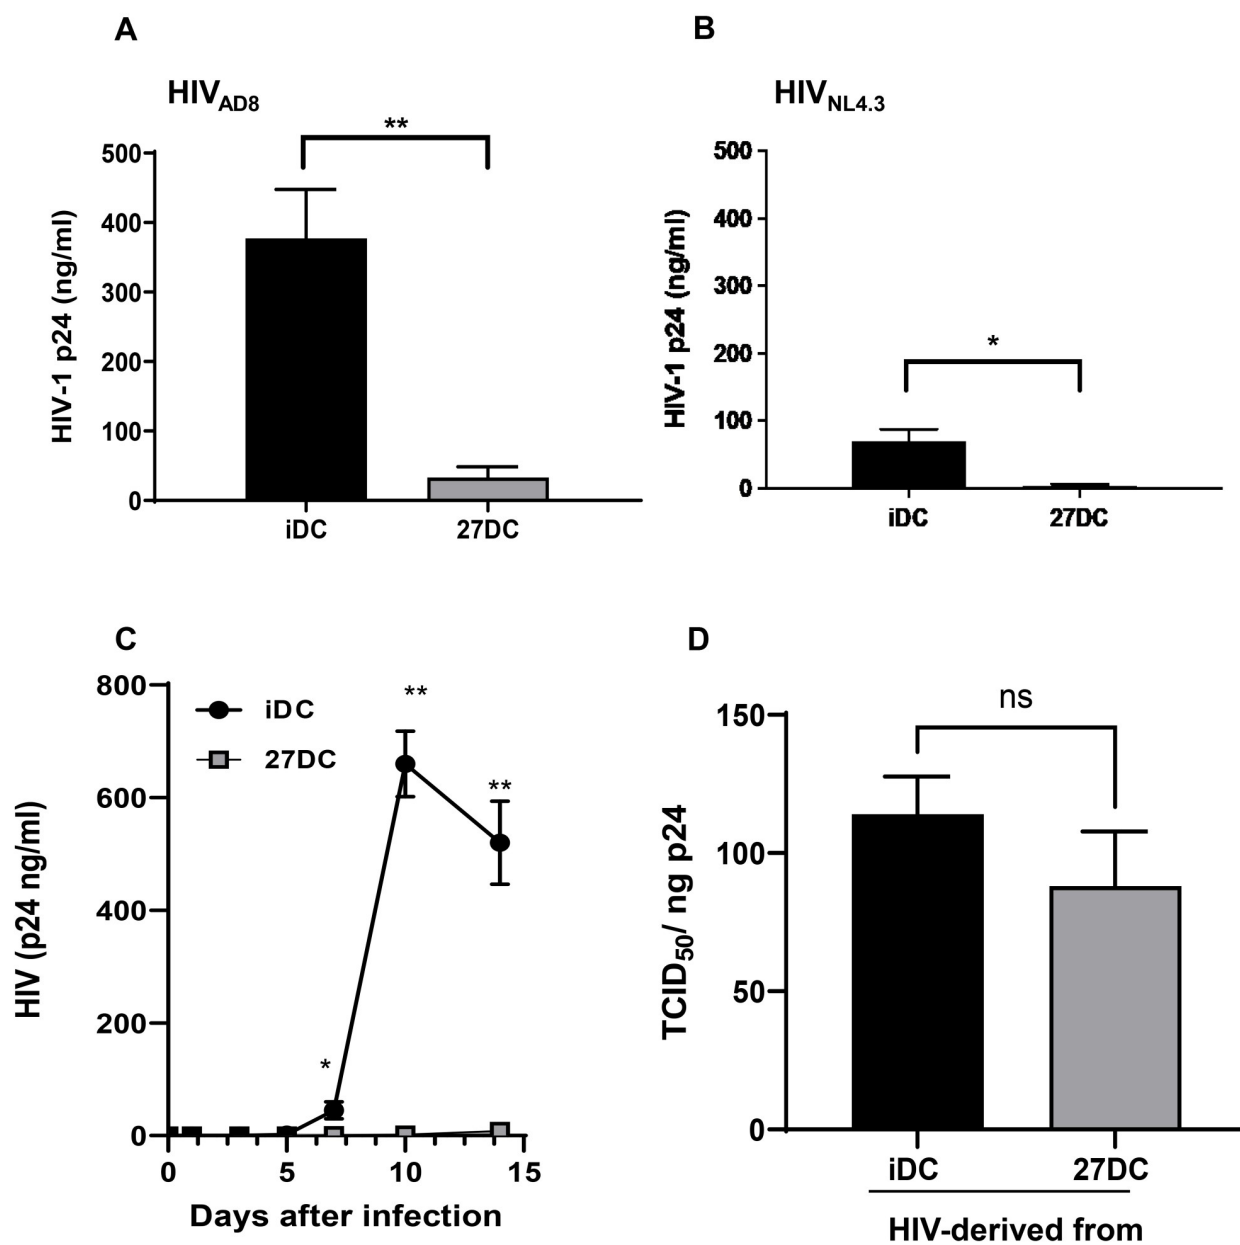 A
HIVAD8
**
500
400
300
200
100
0
HIV-1 p24 (ng/ml)
iDC
27DC
B
HIVNL4.3
500
400
300
200
100
0
HIV-1 p24 (ng/ml)
*
iDC
27DC
C
iDC
27DC
**
**
*
800
600
400
200
0
HIV (p24 ng/ml)
0 5 10 15
Days after infection
D
ns
150
100
50
0
TCID50/ ng p24
iDC
27DC
HIV-derived from